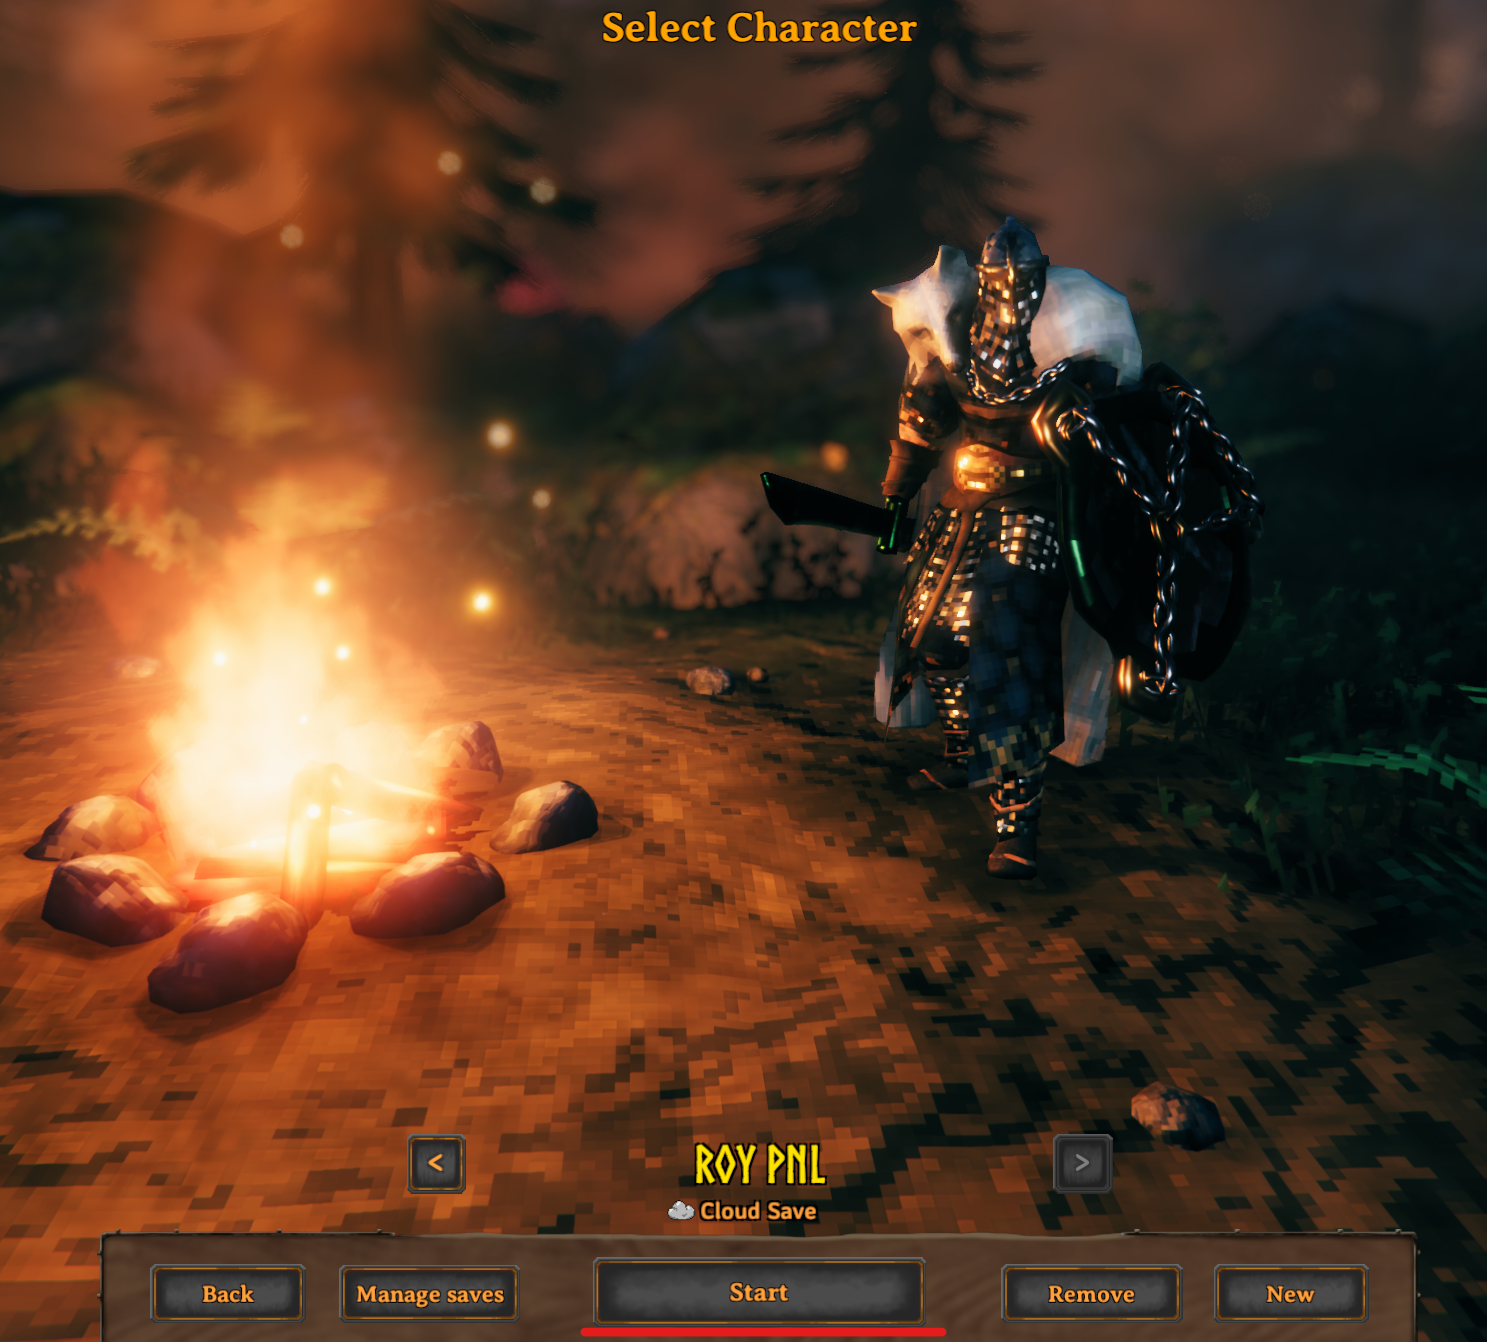 Select Character
<
ROY PNL
>
Cloud Save
Back
Manage saves
Start
Remove
New